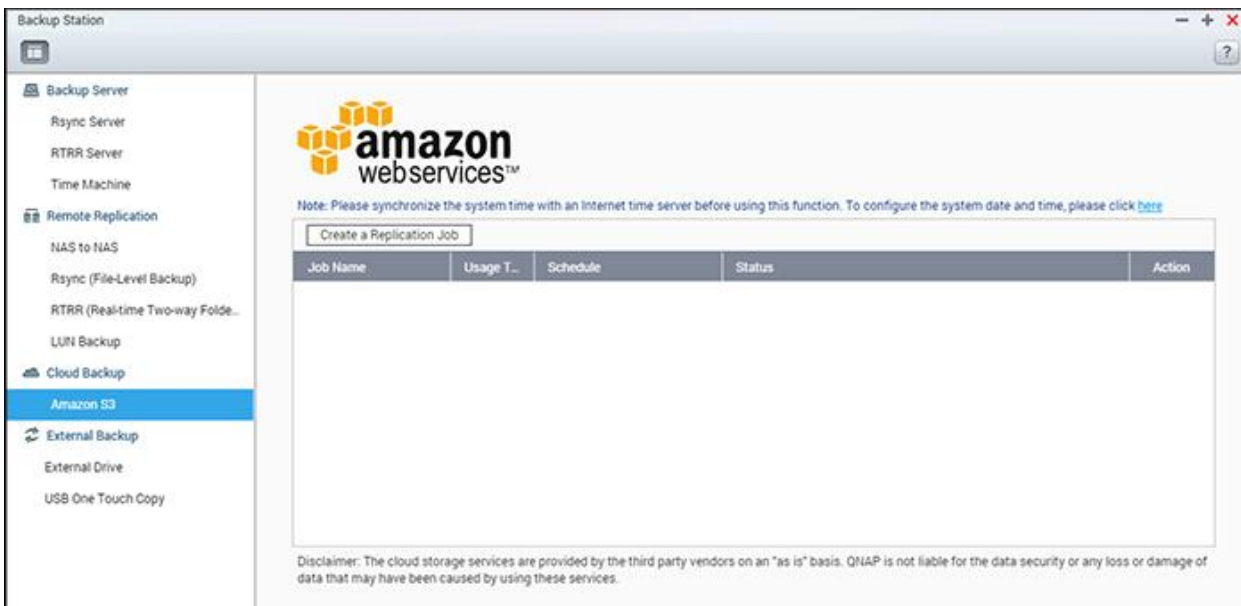 Backup Station
?
Backup Server
Rsync Server
RTRR Server
Time Machine
Remote Replication
NAS to NAS
Rsync (File-Level Backup)
RTRR (Real-time Two-way Folde...
LUN Backup
Cloud Backup
Amazon S3
External Backup
External Drive
USB One Touch Copy
amazon
webservices™
Note: Please synchronize the system time with an Internet time server before using this function. To configure the system date and time, please click here
Create a Replication Job
Job Name Usage T... Schedule Status Action
Disclaimer: The cloud storage services are provided by the third party vendors on an "as is" basis. QNAP is not liable for the data security or any loss or damage of
data that may have been caused by using these services.